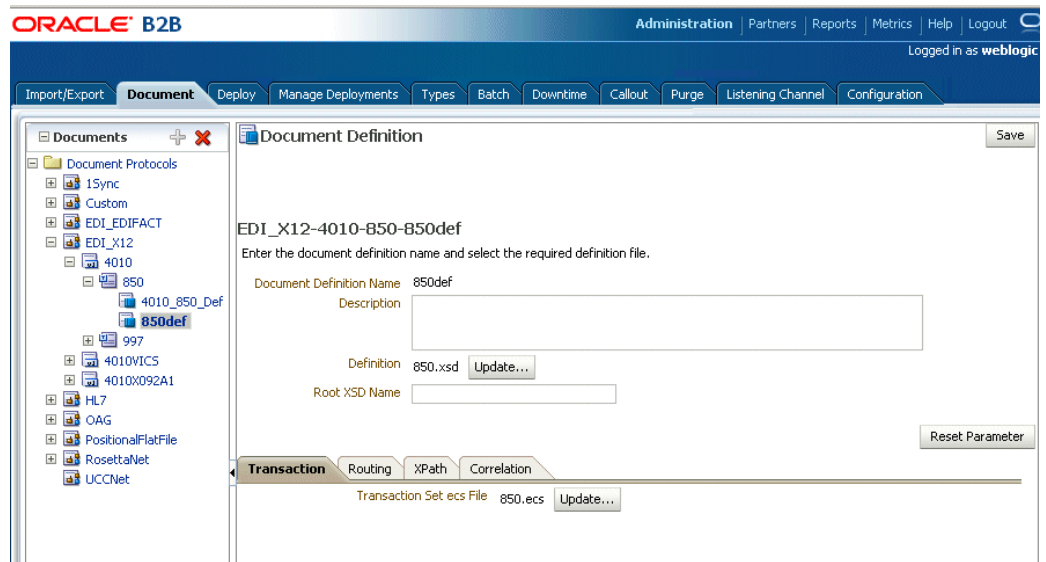 ORACLE B2B
Administration | Partners | Reports | Metrics | Help | Logout
Logged in as weblogic
Import/Export Document Deploy Manage Deployments Types Batch Downtime Callout Purge Listening Channel Configuration
Documents
Document Protocols
1Sync
Custom
EDI_EDIFACT
EDI_X12
4010
850
4010_850_Def
850def
997
4010VICS
4010X092A1
HL7
OAG
PositionalFlatFile
RosettaNet
UCCNet
Document Definition
Save
EDI_X12-4010-850-850def
Enter the document definition name and select the required definition file.
Document Definition Name 850def
Description
Definition 850.xsd Update...
Root XSD Name
Reset Parameter
Transaction Routing XPath Correlation
Transaction Set ecs File 850.ecs Update...